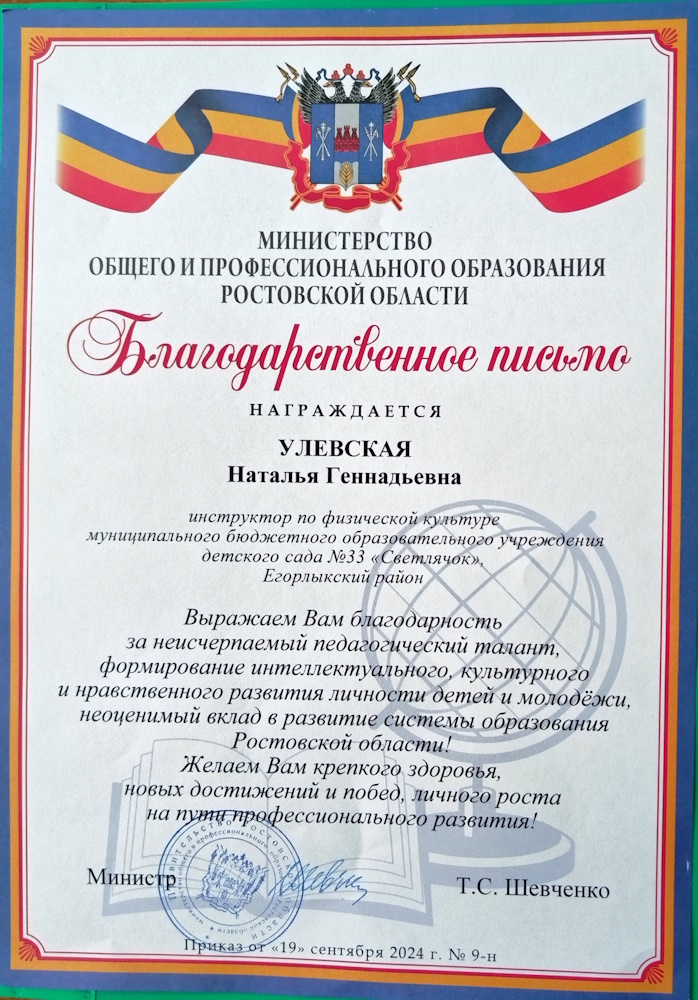 МИНИСТЕРСТВО
ОБЩЕГО И ПРОФЕССИОНАЛЬНОГО ОБРАЗОВАНИЯ
РОСТОВСКОЙ ОБЛАСТИ
Благодарственное письмо
НАГРАЖДАЕТСЯ
УЛЕВСКАЯ
Наталья Геннадьевна
инструктор по физической культуре
муниципального бюджетного образовательного учреждения
детского сада №33 «Светлячок»,
Егорлыкский район
Выражаем Вам благодарность
за неисчерпаемый педагогический талант,
формирование интеллектуального, культурного
и нравственного развития личности детей и молодёжи,
неоценимый вклад в развитие системы образования
Ростовской области!
Желаем Вам крепкого здоровья,
новых достижений и побед, личного роста
на пути профессионального развития!
Министр
Т.С. Шевченко
Приказ от «19» сентября 2024 г. № 9-н